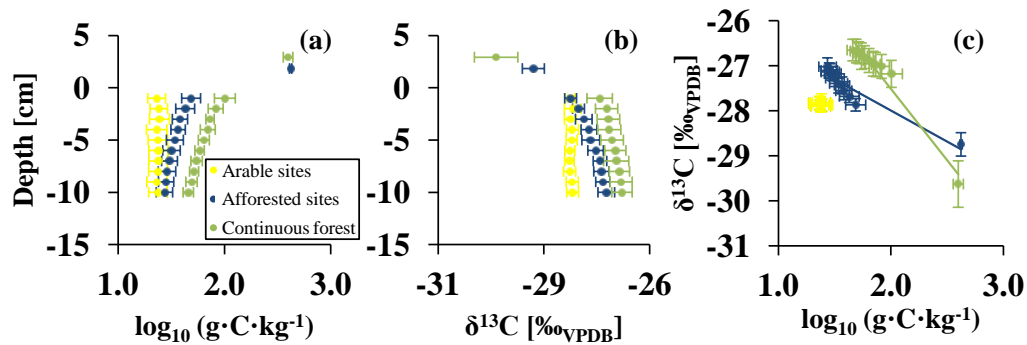 (a)
Depth [cm]
5
0
-5
-10
-15
1.0 2.0 3.0
log₁₀ (g·C·kg⁻¹)
Arable sites
Afforested sites
Continuous forest
(b)
5
0
-5
-10
-15
-31 -29 -26
δ¹³C [‰VPDB]
(c)
δ¹³C [‰VPDB]
-25
-26
-27
-28
-29
-30
-31
1.0 2.0 3.0
log₁₀ (g·C·kg⁻¹)